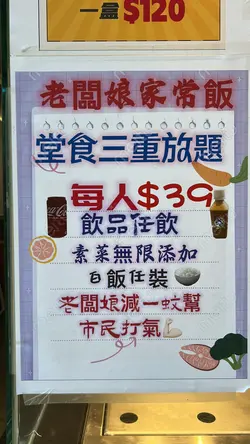 一盒$120
老闆娘家常飯
堂食三重放題
每人$39
飲品任飲
素菜無限添加
白飯任裝
老闆娘減一蚊幫
市民打氣